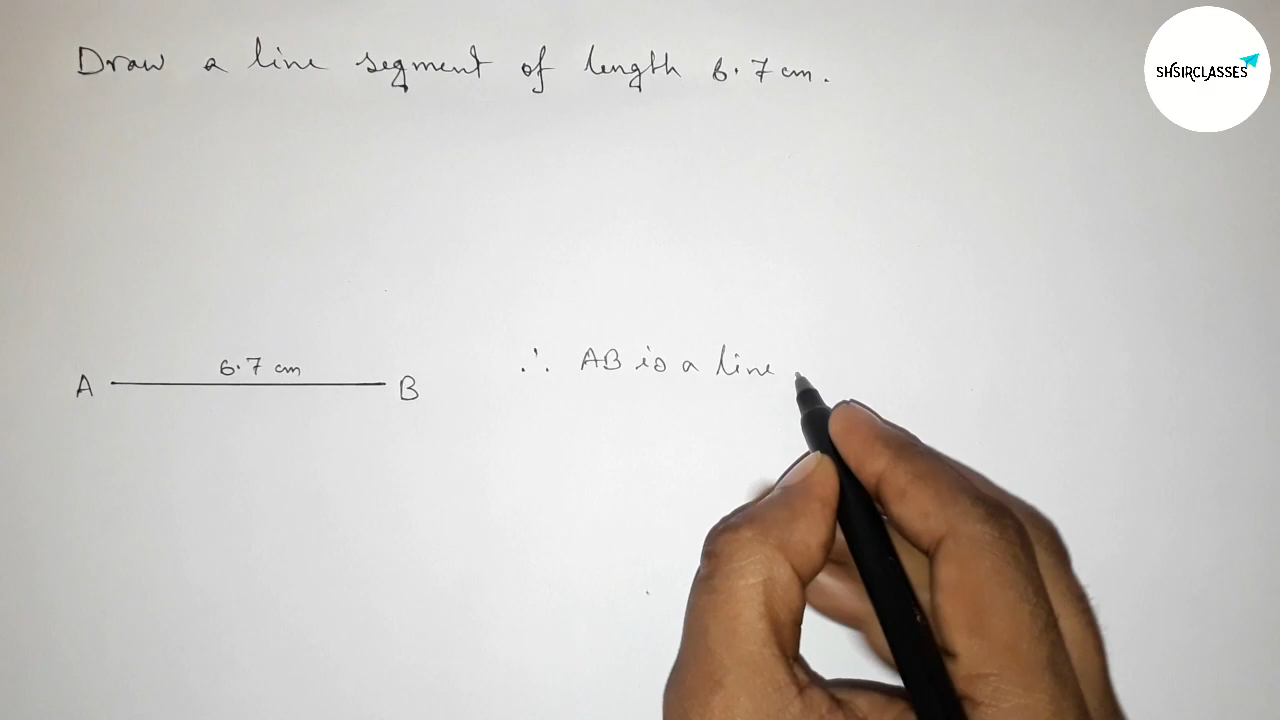 Draw a line segment of length 6.7 cm.
SHSIRCLASSES
6.7 cm
A B
∴ AB is a line